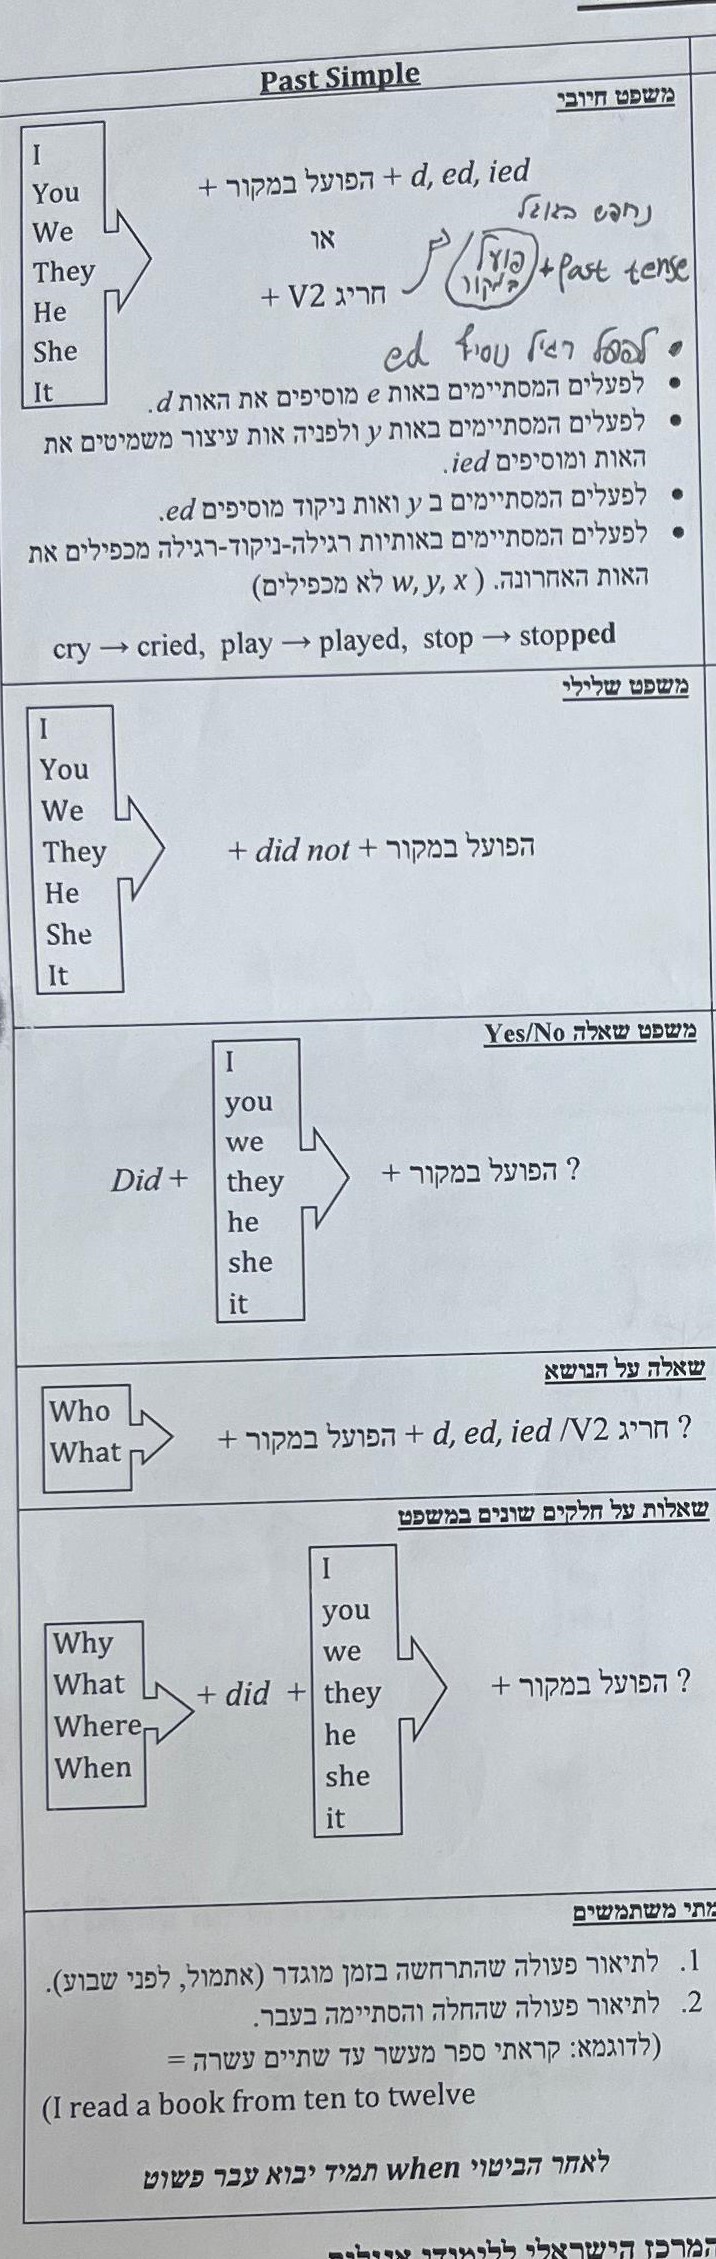 Past Simple
משפט חיובי
I
You
We
They
He
She
It
+ הפועל במקור + d, ed, ied
או
+ V2 חריג
נחפש בגוגל
פועל במקור + Past tense
לפועל רגיל נוסיף ed
• לפעלים המסתיימים באות e מוסיפים את האות d.
• לפעלים המסתיימים באות y ולפניה אות עיצור משמיטים את
האות ומוסיפים ied.
• לפעלים המסתיימים ב y ואות ניקוד מוסיפים ed.
• לפעלים המסתיימים באותיות רגילה-ניקוד-רגילה מכפילים את
האות האחרונה. ( w, y, x לא מכפילים)
cry → cried, play → played, stop → stopped
משפט שלילי
I
You
We
They
He
She
It
+ did not + הפועל במקור
משפט שאלה Yes/No
Did +
I
you
we
they
he
she
it
+ הפועל במקור ?
שאלה על הנושא
Who
What
+ הפועל במקור + d, ed, ied /V2 חריג ?
שאלות על חלקים שונים במשפט
Why
What
Where
When
+ did +
I
you
we
they
he
she
it
+ הפועל במקור ?
מתי משתמשים
1. לתיאור פעולה שהתרחשה בזמן מוגדר (אתמול, לפני שבוע).
2. לתיאור פעולה שהחלה והסתיימה בעבר.
(לדוגמא: קראתי ספר מעשר עד שתיים עשרה =
(I read a book from ten to twelve
לאחר הביטוי when תמיד יבוא עבר פשוט
המרכז הישראלי ללימודי אנגלית